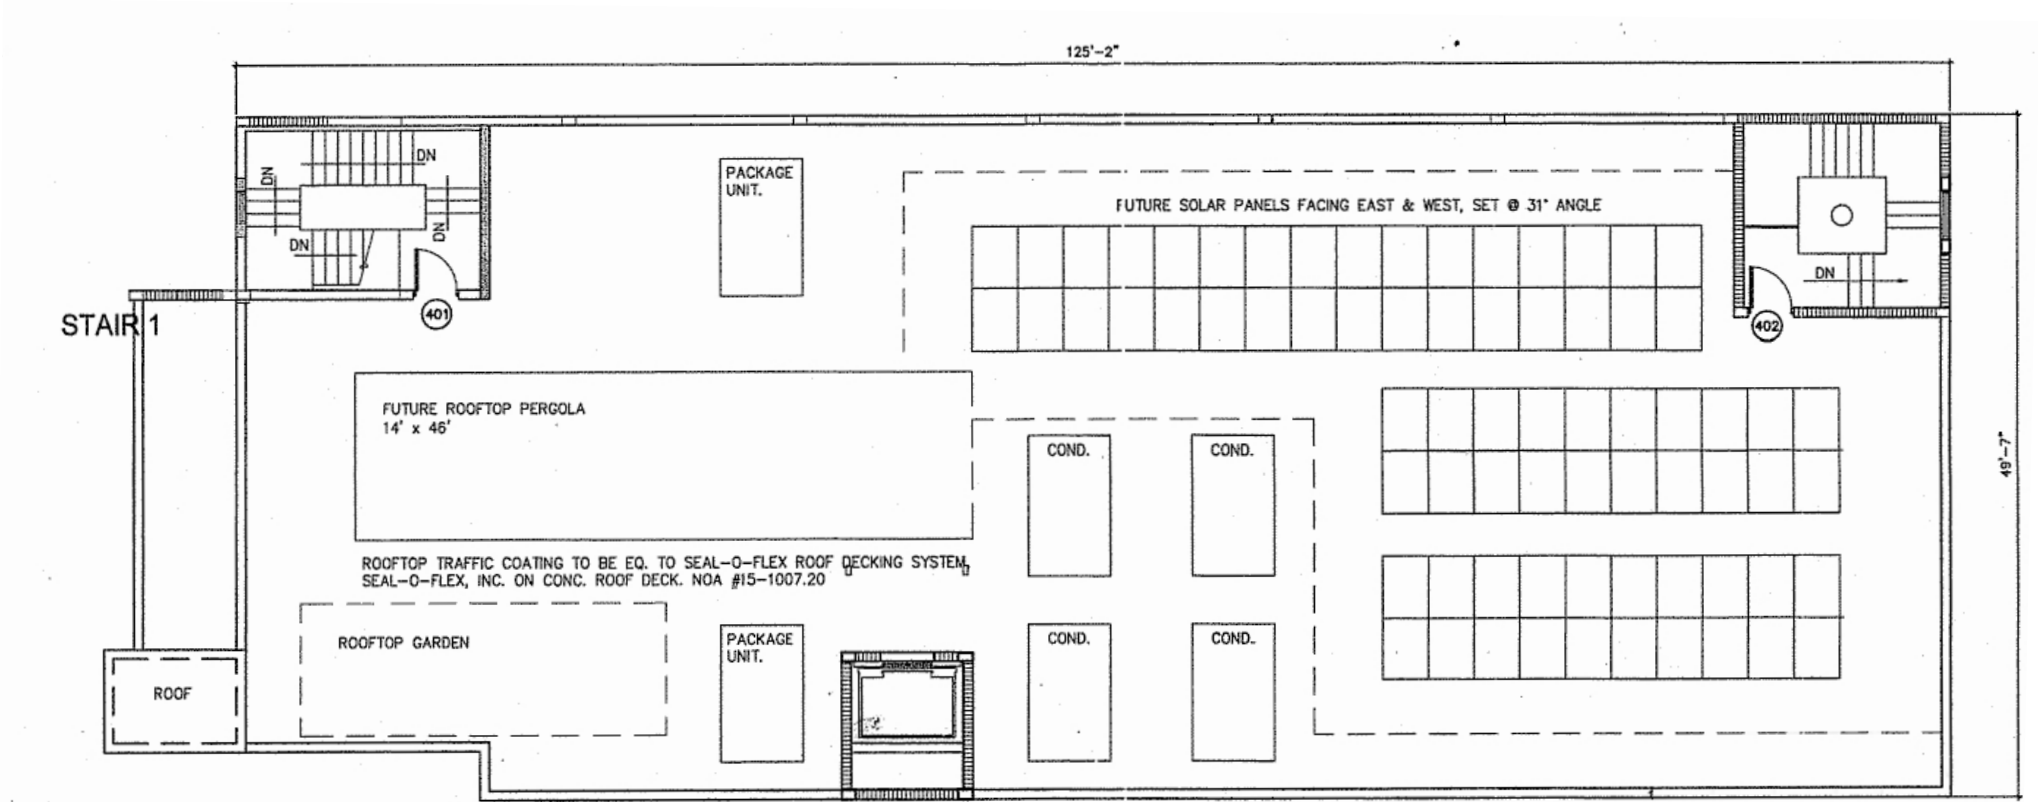 125'-2"
DN
DN
DN
DN
PACKAGE
UNIT.
FUTURE SOLAR PANELS FACING EAST & WEST, SET @ 31° ANGLE
DN
401
402
STAIR 1
FUTURE ROOFTOP PERGOLA
14' x 46'
COND.
COND.
49'-7"
ROOFTOP TRAFFIC COATING TO BE EQ. TO SEAL-O-FLEX ROOF DECKING SYSTEM,
SEAL-O-FLEX, INC. ON CONC. ROOF DECK. NOA #15-1007.20
ROOFTOP GARDEN
PACKAGE
UNIT.
COND.
COND.
ROOF